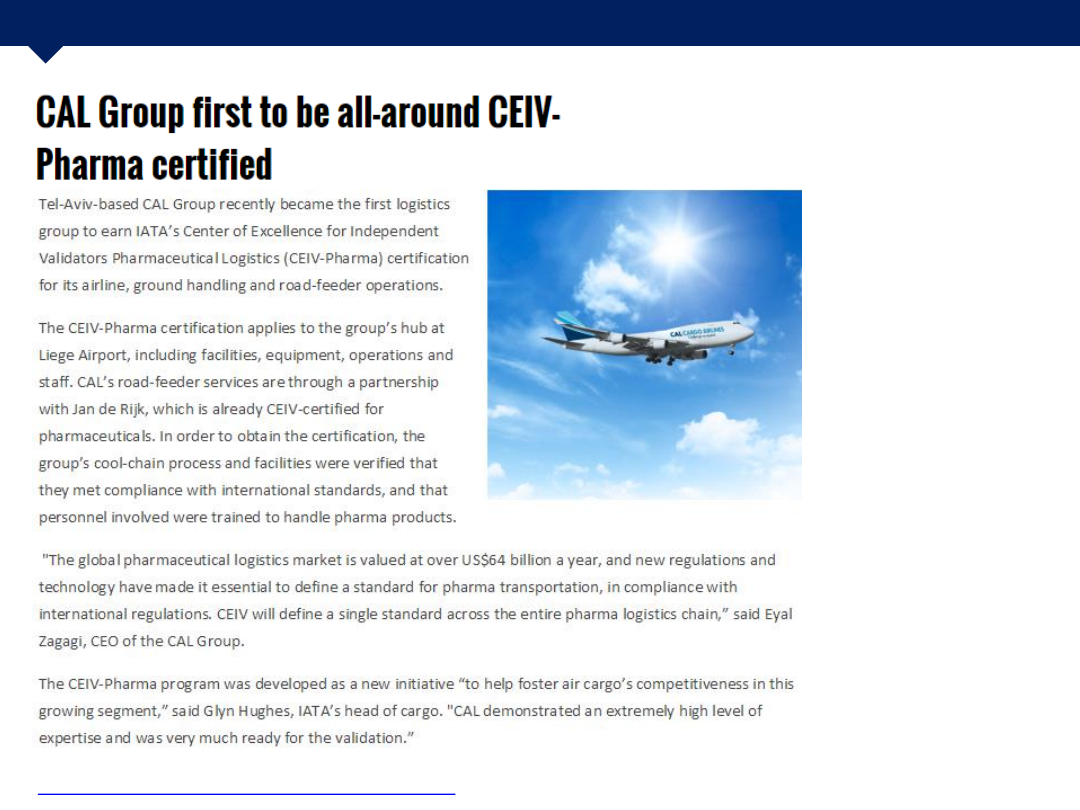 CAL Group first to be all-around CEIV-
Pharma certified
Tel-Aviv-based CAL Group recently became the first logistics
group to earn IATA’s Center of Excellence for Independent
Validators Pharmaceutical Logistics (CEIV-Pharma) certification
for its airline, ground handling and road-feeder operations.
CAL CARGO AIRLINES
The CEIV-Pharma certification applies to the group’s hub at
Liege Airport, including facilities, equipment, operations and
staff. CAL’s road-feeder services are through a partnership
with Jan de Rijk, which is already CEIV-certified for
pharmaceuticals. In order to obtain the certification, the
group’s cool-chain process and facilities were verified that
they met compliance with international standards, and that
personnel involved were trained to handle pharma products.
"The global pharmaceutical logistics market is valued at over US$64 billion a year, and new regulations and
technology have made it essential to define a standard for pharma transportation, in compliance with
international regulations. CEIV will define a single standard across the entire pharma logistics chain,” said Eyal
Zagagi, CEO of the CAL Group.
The CEIV-Pharma program was developed as a new initiative “to help foster air cargo’s competitiveness in this
growing segment,” said Glyn Hughes, IATA’s head of cargo. "CAL demonstrated an extremely high level of
expertise and was very much ready for the validation.”